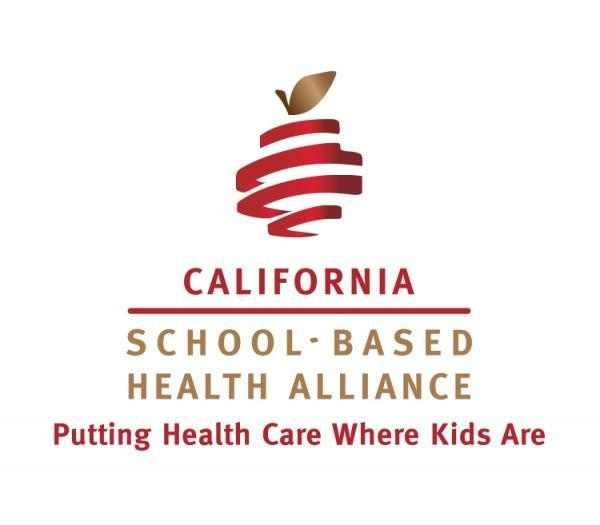 CALIFORNIA
SCHOOL-BASED
HEALTH ALLIANCE
Putting Health Care Where Kids Are